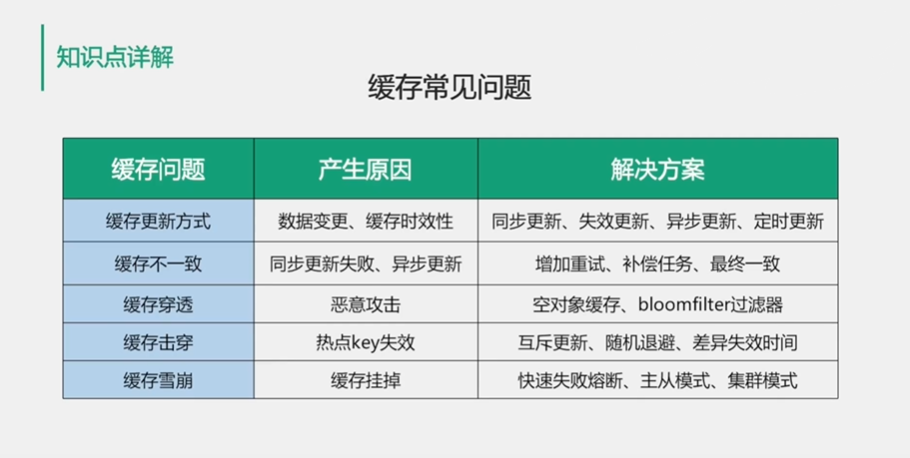 知识点详解
缓存常见问题
缓存问题 产生原因 解决方案
缓存更新方式 数据变更、缓存时效性 同步更新、失效更新、异步更新、定时更新
缓存不一致 同步更新失败、异步更新 增加重试、补偿任务、最终一致
缓存穿透 恶意攻击 空对象缓存、bloomfilter过滤器
缓存击穿 热点key失效 互斥更新、随机退避、差异失效时间
缓存雪崩 缓存挂掉 快速失败熔断、主从模式、集群模式